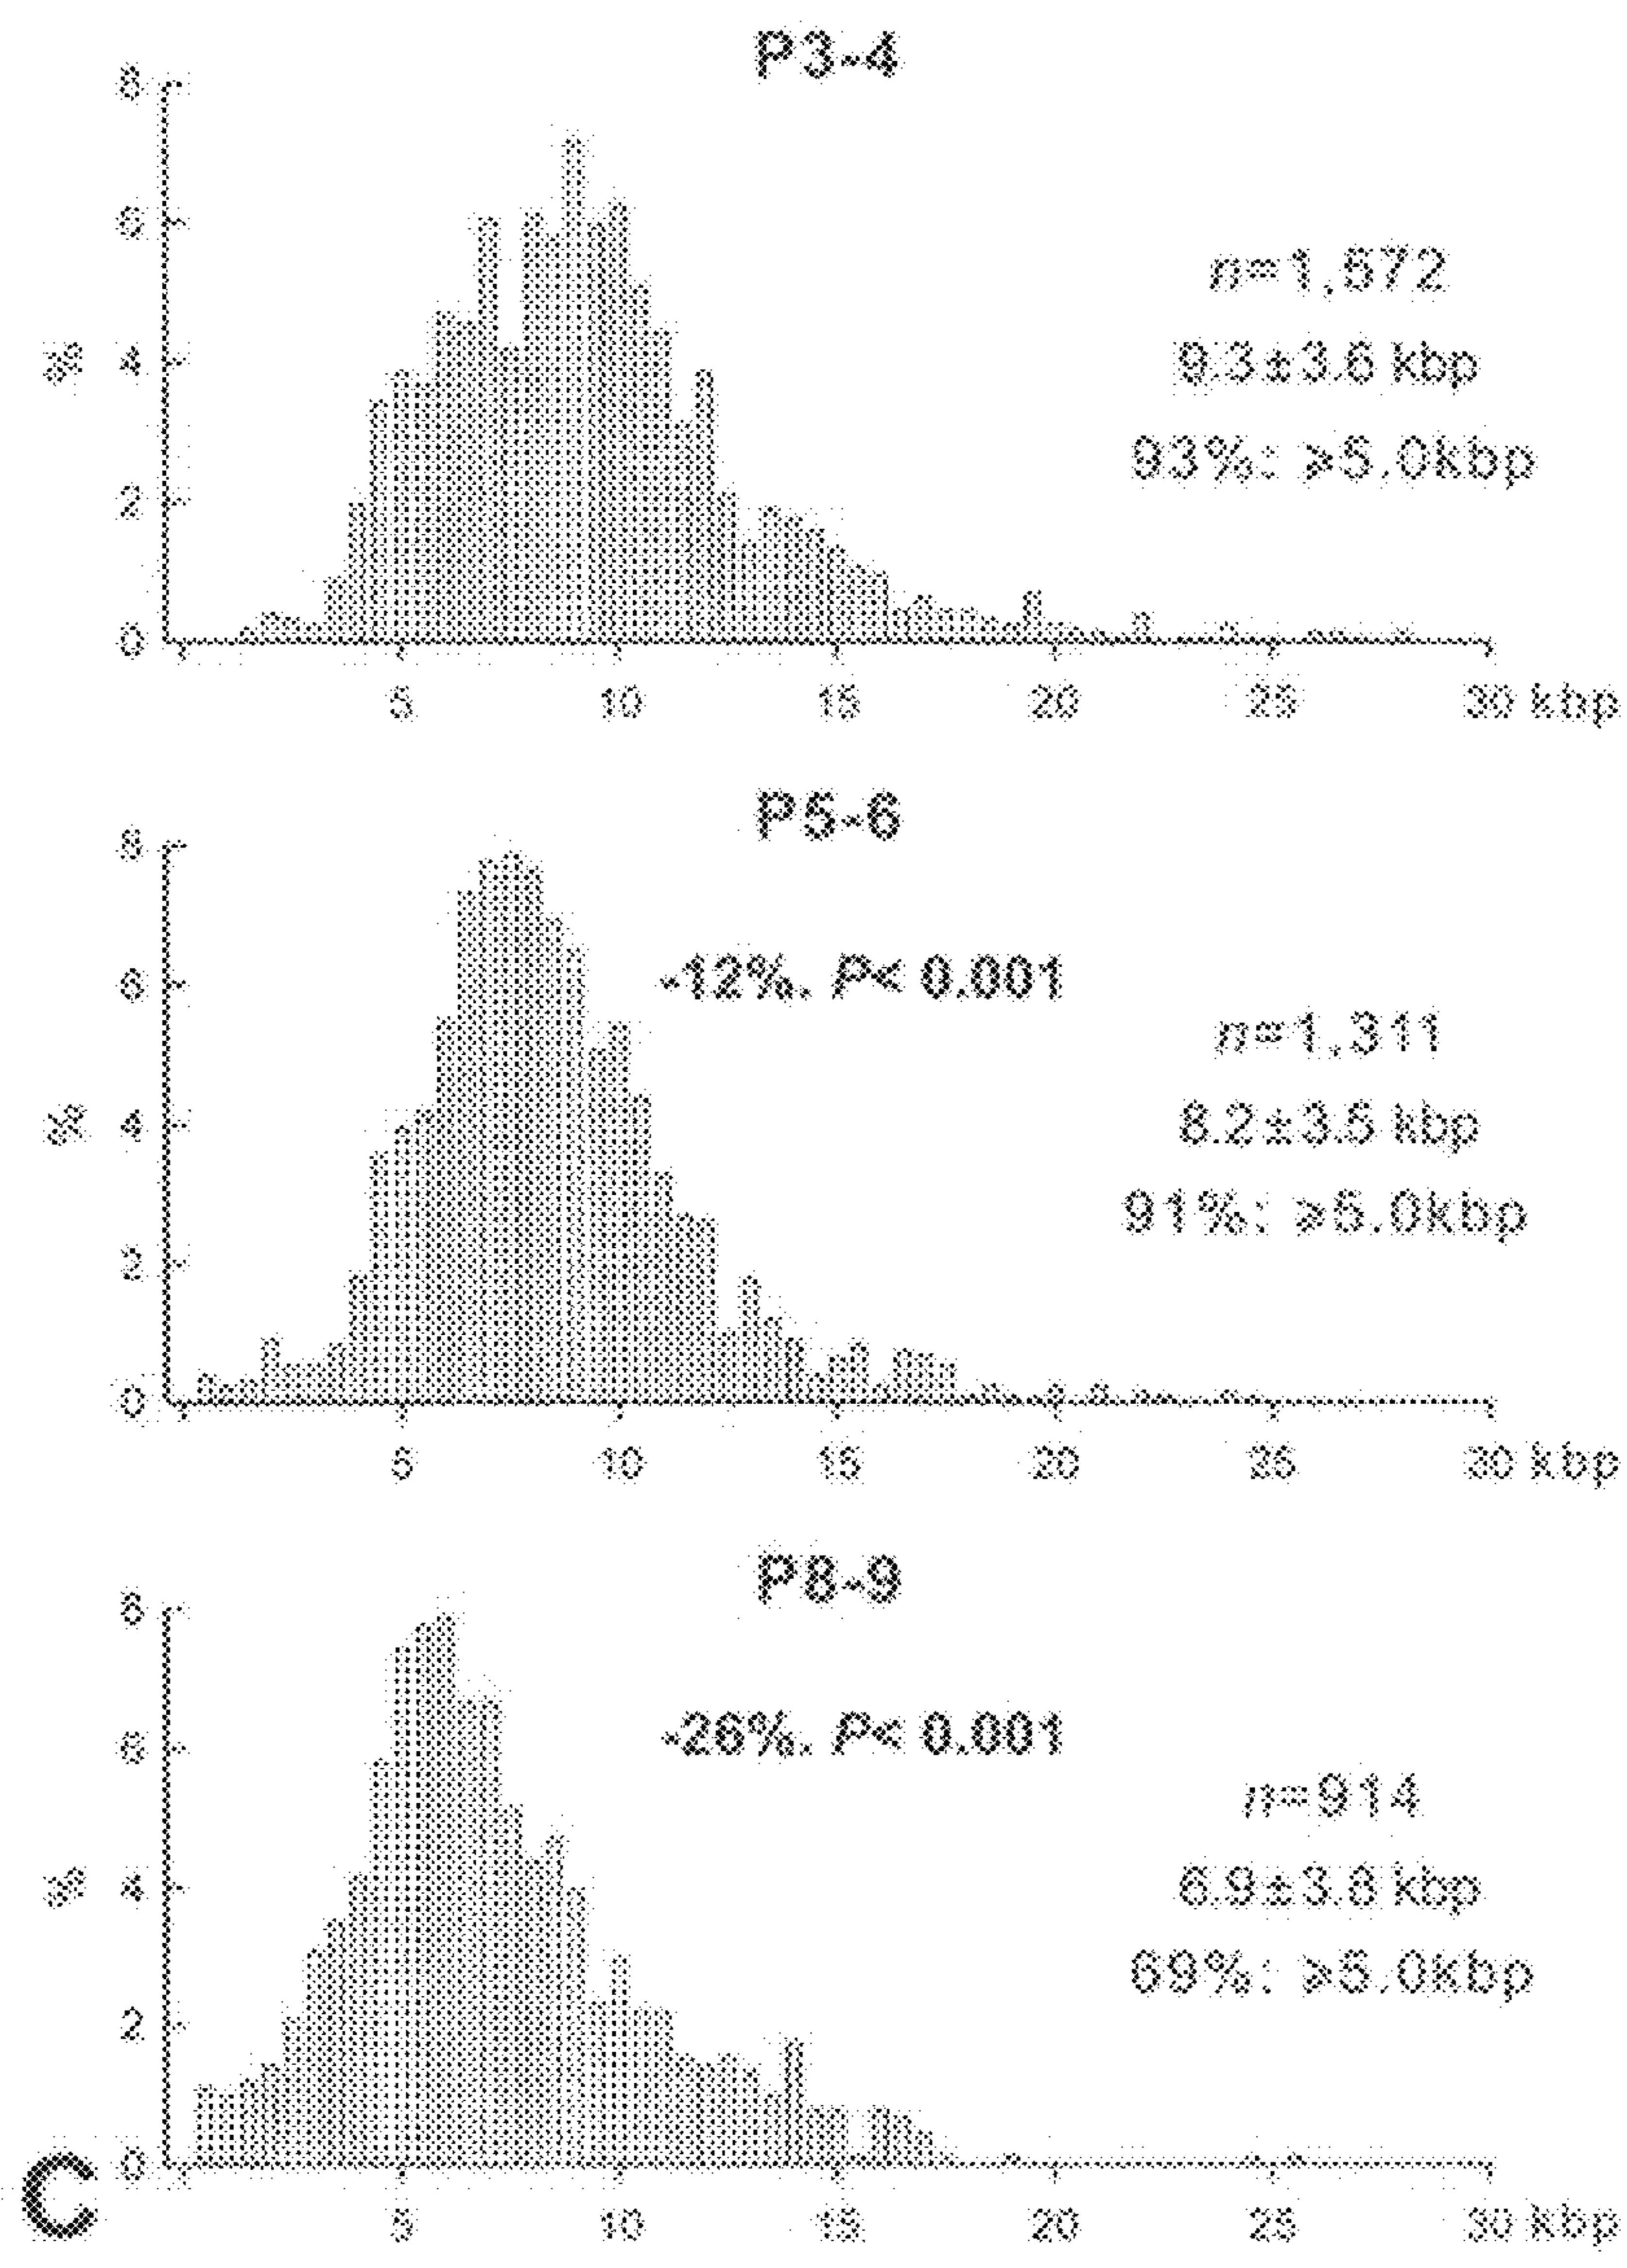 P3-4
8
6
4
2
0
%
n=1,572
9.3±3.6 kbp
93%: ≥5.0kbp
5 10 15 20 25 30 kbp
P5-6
8
6
4
2
0
%
-12%. P< 0.001
n=1,311
8.2±3.5 kbp
91%: ≥5.0kbp
5 10 15 20 25 30 kbp
P8-9
8
6
4
2
0
%
-26%. P< 0.001
n=914
6.9±3.8 kbp
69%: ≥5.0kbp
5 10 15 20 25 30 kbp
C